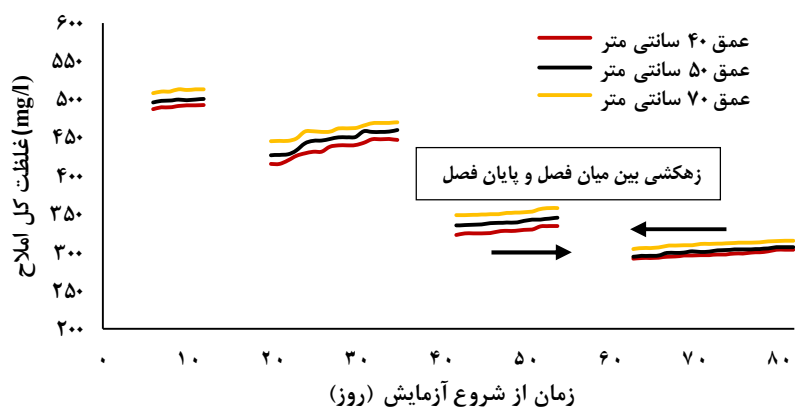 عمق ۴۰ سانتی متر
عمق ۵۰ سانتی متر
عمق ۷۰ سانتی متر
غلظت کل املاح(mg/l)
۶۰۰
۵۵۰
۵۰۰
۴۵۰
۴۰۰
۳۵۰
۳۰۰
۲۵۰
۲۰۰
زهکشی بین میان فصل و پایان فصل
۰ ۱۰ ۲۰ ۳۰ ۴۰ ۵۰ ۶۰ ۷۰ ۸۰
زمان از شروع آزمایش (روز)